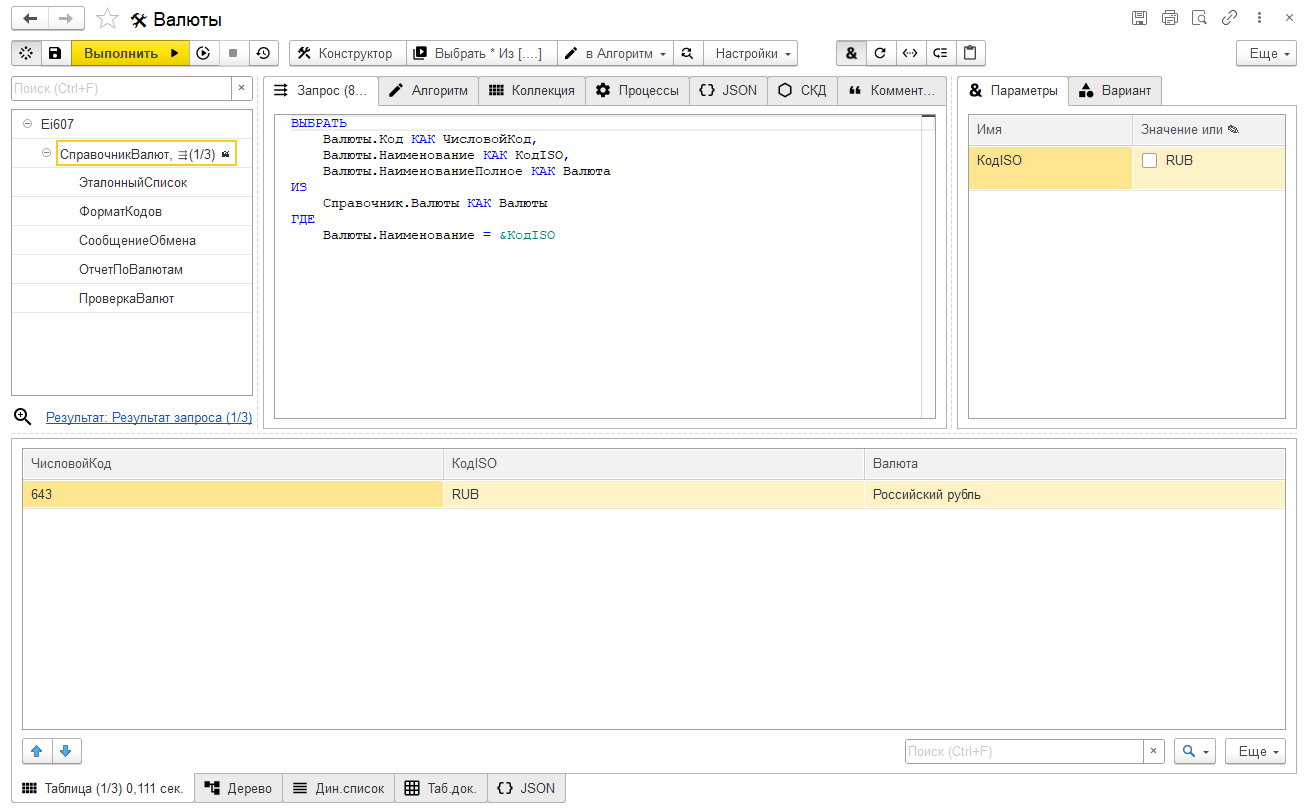 Валюты
Выполнить
Конструктор
Выбрать * Из [....]
в Алгоритм
Настройки
&
Еще
Поиск (Ctrl+F)
×
Ei607
СправочникВалют, (1/3)
ЭталонныйСписок
ФорматКодов
СообщениеОбмена
ОтчетПоВалютам
ПроверкаВалют
Результат: Результат запроса (1/3)
Запрос (8...
Алгоритм
Коллекция
Процессы
{} JSON
СКД
Коммент...
ВЫБРАТЬ
Валюты.Код КАК ЧисловойКод,
Валюты.Наименование КАК КодISO,
Валюты.НаименованиеПолное КАК Валюта
ИЗ
Справочник.Валюты КАК Валюты
ГДЕ
Валюты.Наименование = &КодISO
& Параметры
Вариант
Имя
Значение или
КодISO
RUB
ЧисловойКод
КодISO
Валюта
643
RUB
Российский рубль
Поиск (Ctrl+F)
×
Еще
Таблица (1/3) 0,111 сек.
Дерево
Дин.список
Таб.док.
{} JSON